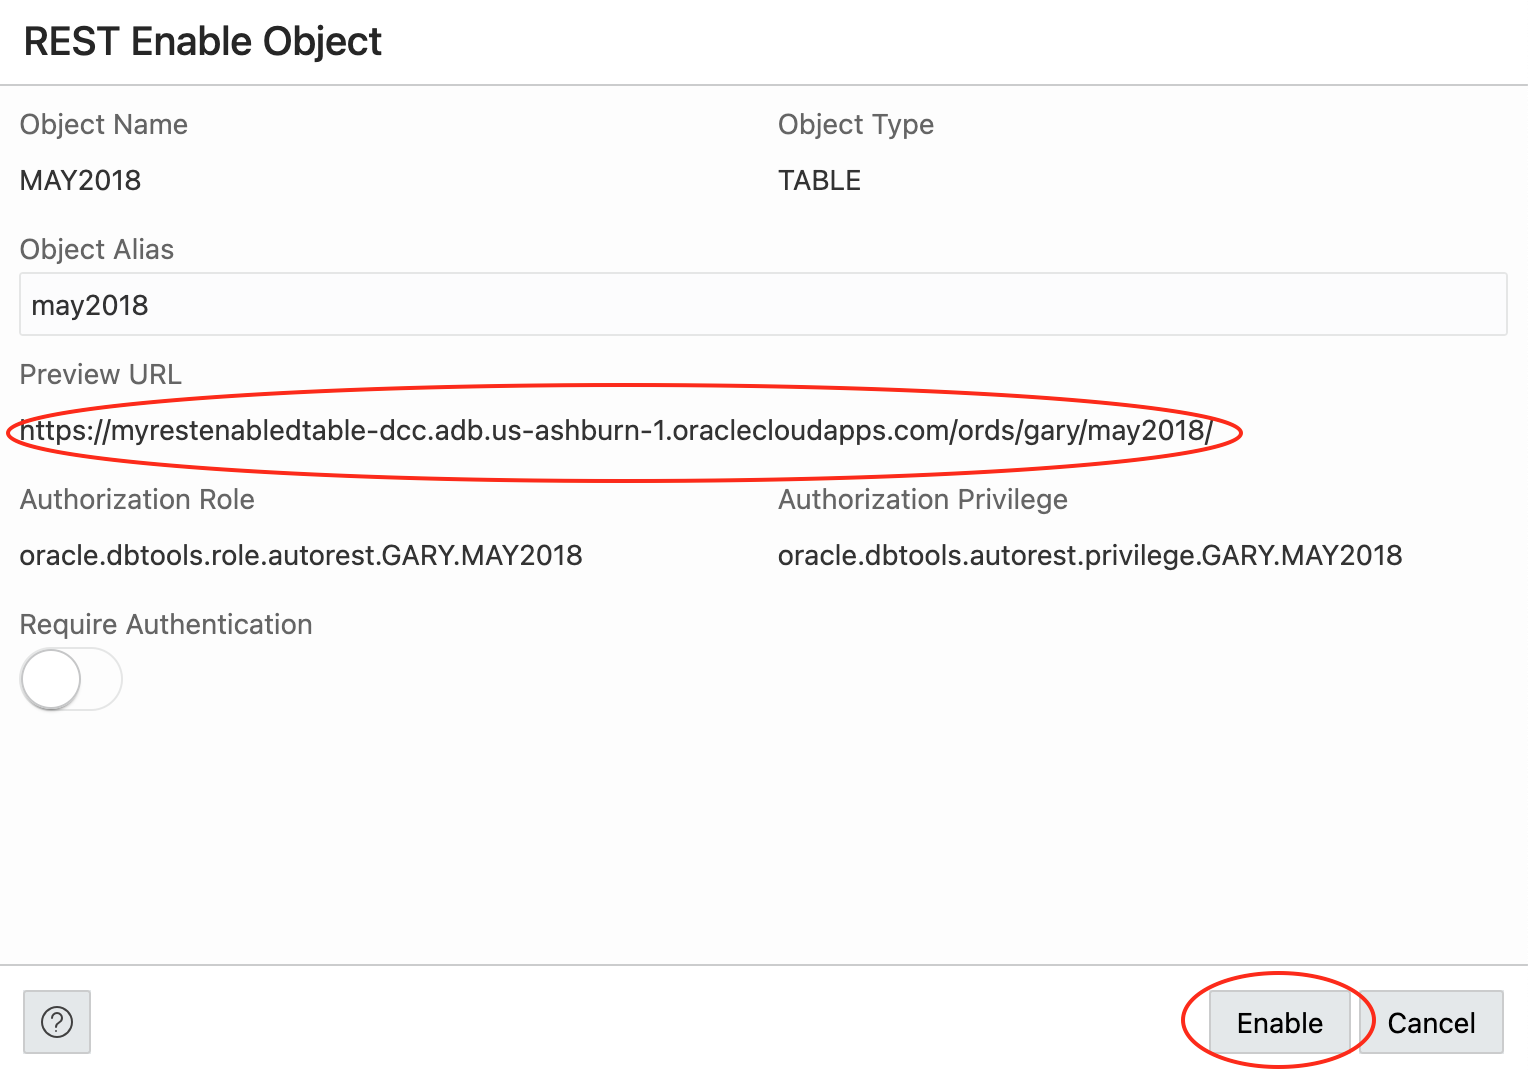 REST Enable Object
Object Name
Object Type
MAY2018
TABLE
Object Alias
may2018
Preview URL
https://myrestenabledtable-dcc.adb.us-ashburn-1.oraclecloudapps.com/ords/gary/may2018/
Authorization Role
Authorization Privilege
oracle.dbtools.role.autorest.GARY.MAY2018
oracle.dbtools.autorest.privilege.GARY.MAY2018
Require Authentication
?
Enable
Cancel